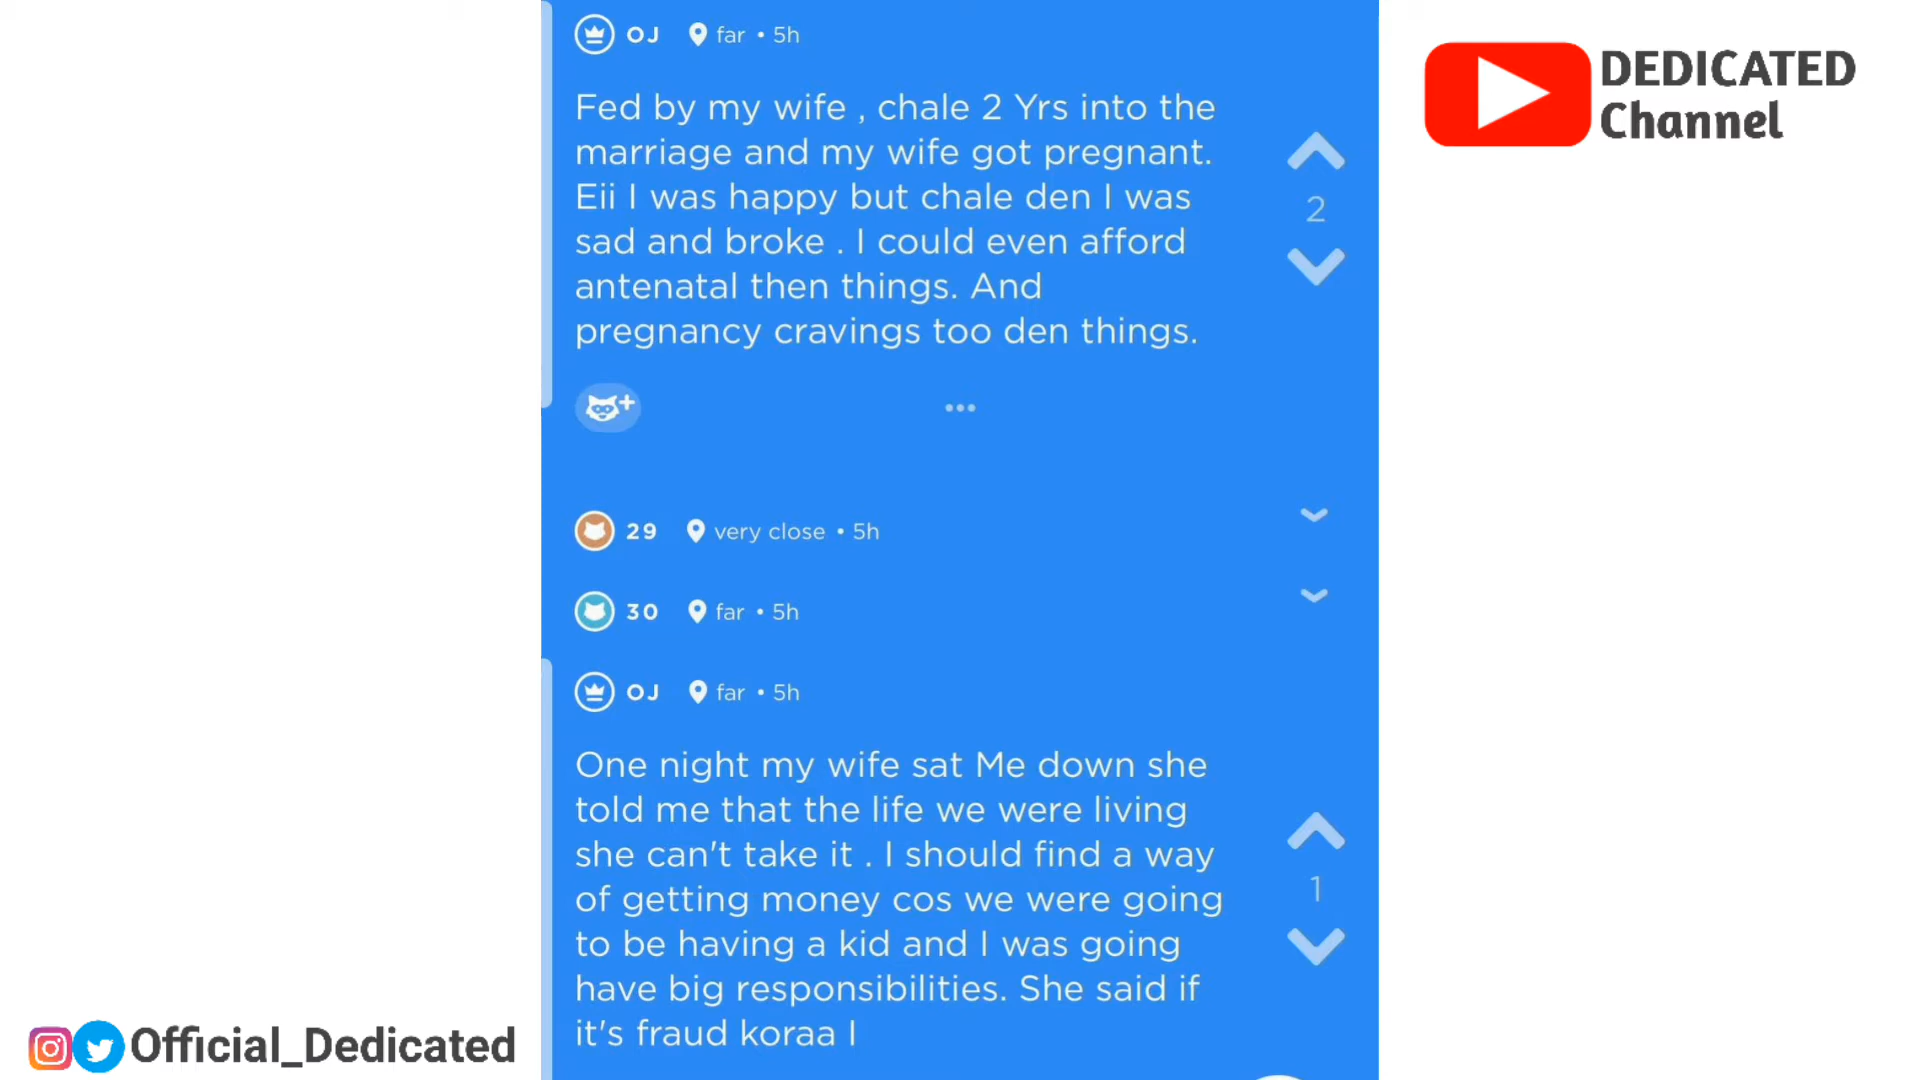 OJ far • 5h
Fed by my wife , chale 2 Yrs into the
marriage and my wife got pregnant.
Eii I was happy but chale den I was
sad and broke . I could even afford
antenatal then things. And
pregnancy cravings too den things.
2
29 very close • 5h
30 far • 5h
OJ far • 5h
One night my wife sat Me down she
told me that the life we were living
she can't take it . I should find a way
of getting money cos we were going
to be having a kid and I was going
have big responsibilities. She said if
it's fraud koraa I
1
DEDICATED
Channel
Official_Dedicated